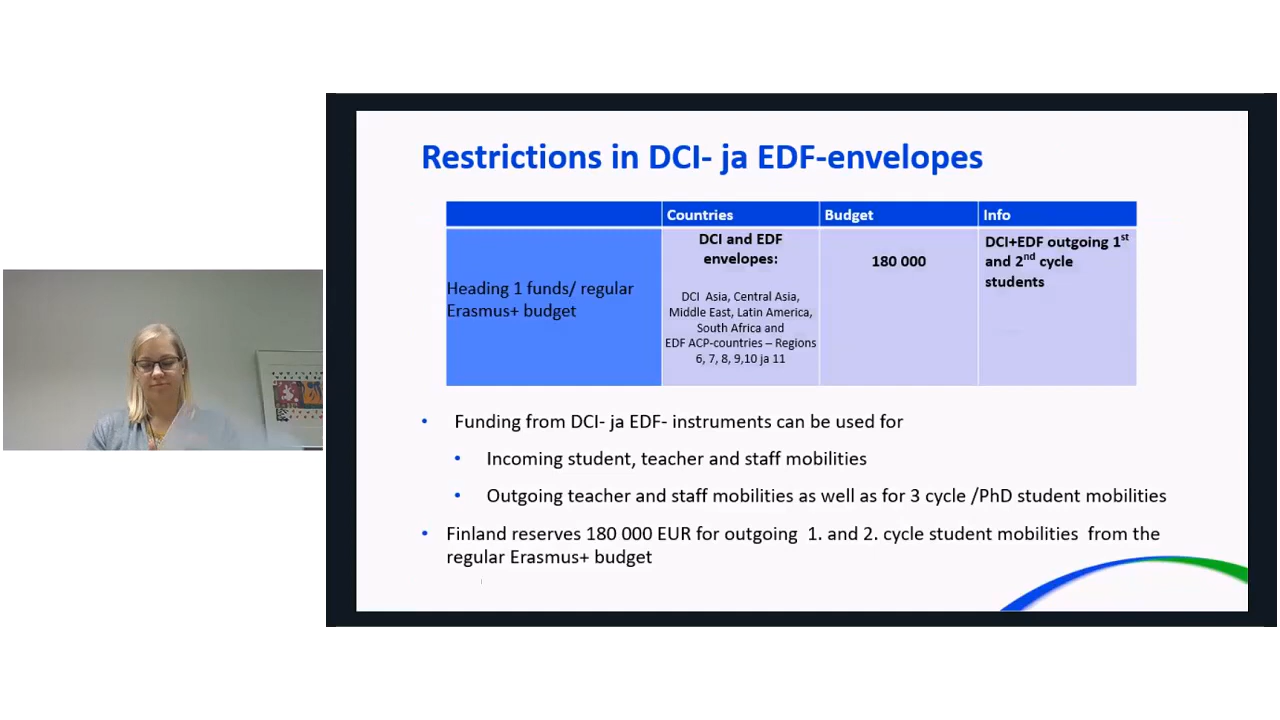 Restrictions in DCI- ja EDF-envelopes
Countries
Budget
Info
Heading 1 funds/ regular
Erasmus+ budget
DCI and EDF
envelopes:
DCI  Asia, Central Asia,
Middle East, Latin America,
South Africa and
EDF ACP-countries – Regions
6, 7, 8, 9,10 ja 11
180 000
DCI+EDF outgoing 1st
and 2nd cycle
students
• Funding from DCI- ja EDF- instruments can be used for
• Incoming student, teacher and staff mobilities
• Outgoing teacher and staff mobilities as well as for 3 cycle /PhD student mobilities
• Finland reserves 180 000 EUR for outgoing  1. and 2. cycle student mobilities  from the
regular Erasmus+ budget